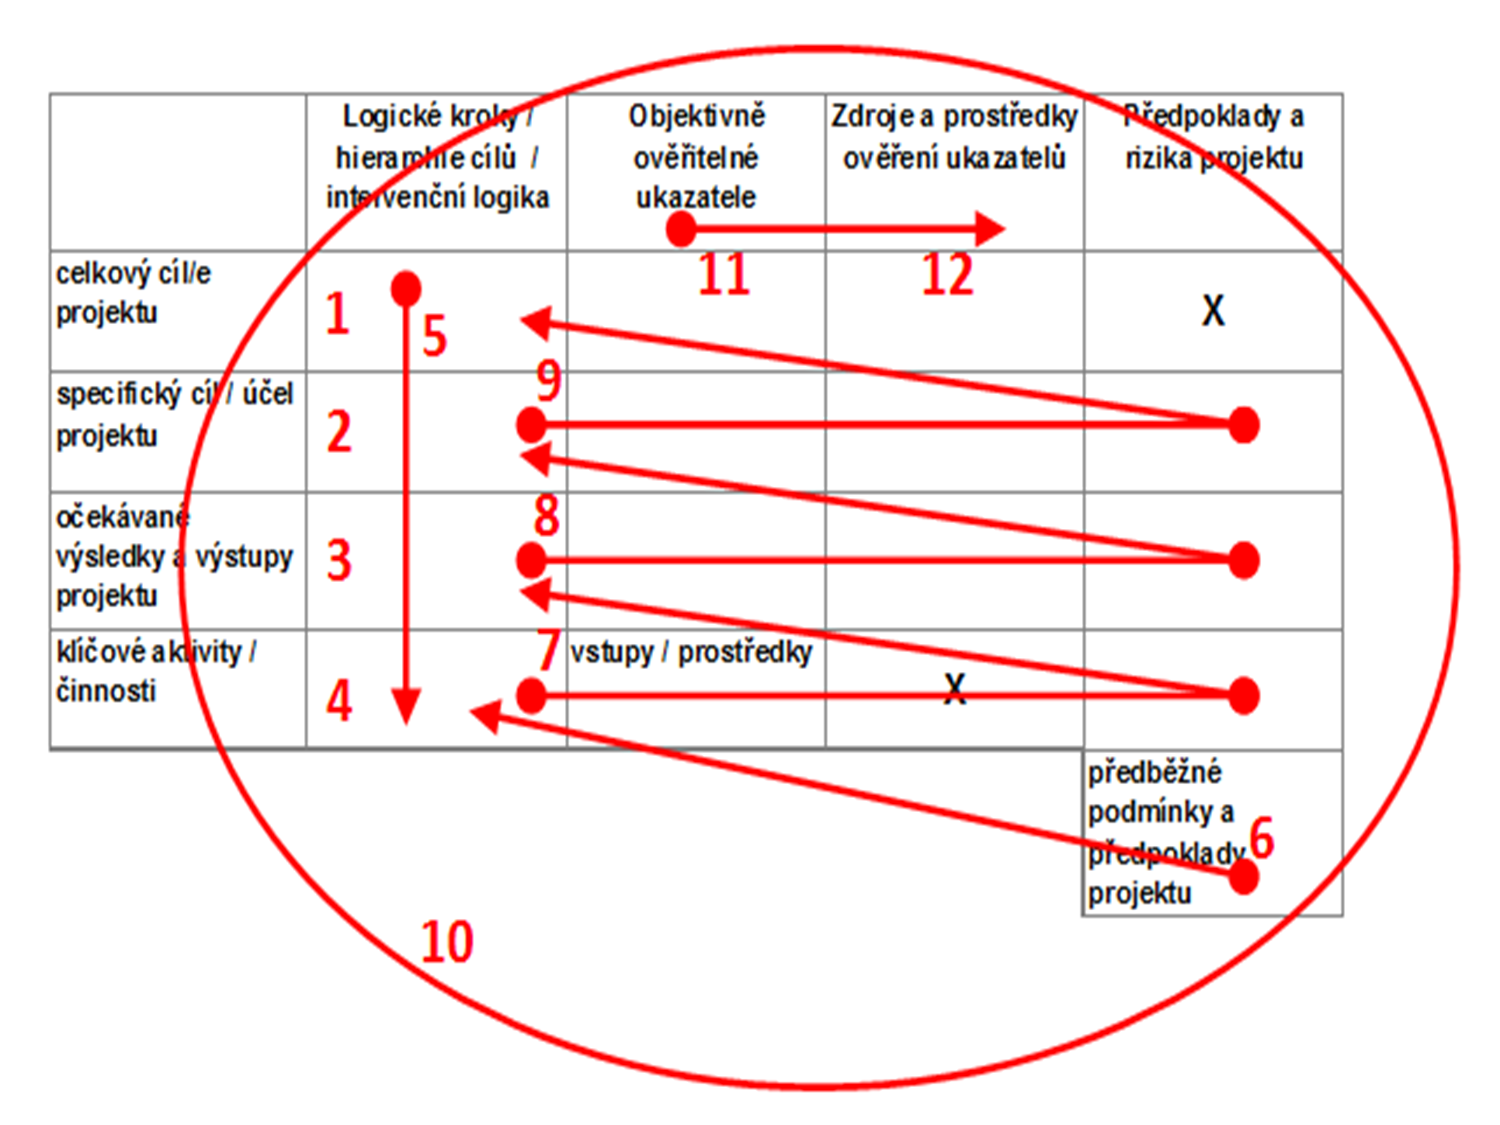 Logické kroky /
hierarchie cílů /
intervenční logika
Objektivně
ověřitelné
ukazatele
Zdroje a prostředky
ověření ukazatelů
Předpoklady a
rizika projektu
11
12
celkový cíl/e
projektu
1
5
X
specifický cíl / účel
projektu
2
9
očekávané
výsledky a výstupy
projektu
3
8
klíčové aktivity /
činnosti
4
7
vstupy / prostředky
X
předběžné
podmínky a
předpoklady
projektu
6
10